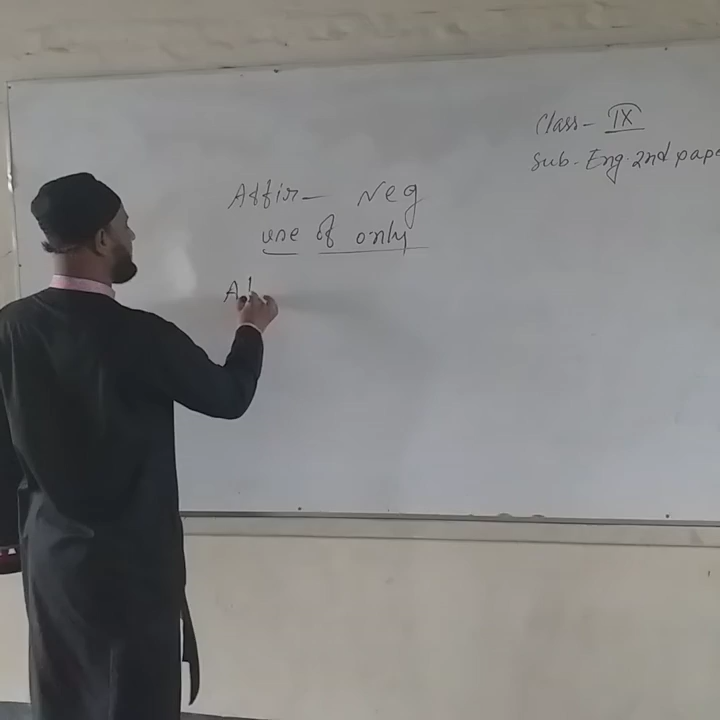 Class - IX
Sub - Eng. 2nd pape
Affir - Neg
use of only
A